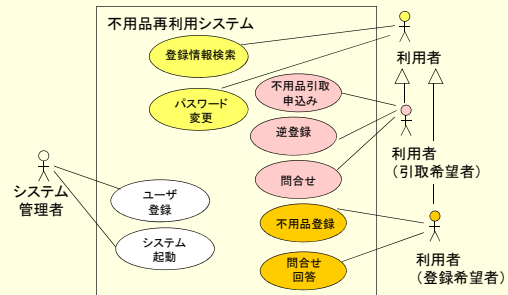 不用品再利用システム
登録情報検索
利用者
パスワード
変更
不用品引取
申込み
逆登録
利用者
（引取希望者）
問合せ
システム
管理者
ユーザ
登録
不用品登録
システム
起動
問合せ
回答
利用者
（登録希望者）